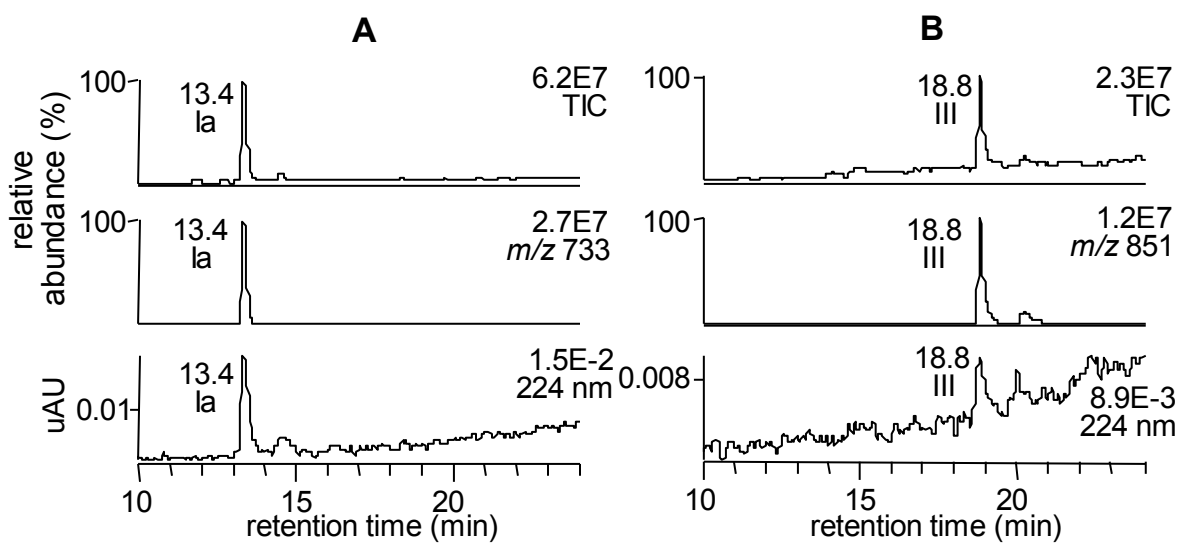 A
relative
abundance (%)
100
13.4
Ia
6.2E7
TIC
100
13.4
Ia
2.7E7
m/z 733
uAU
0.01
13.4
Ia
1.5E-2
224 nm
10
15
20
retention time (min)
B
100
18.8
III
2.3E7
TIC
100
18.8
III
1.2E7
m/z 851
0.008
18.8
III
8.9E-3
224 nm
10
15
20
retention time (min)